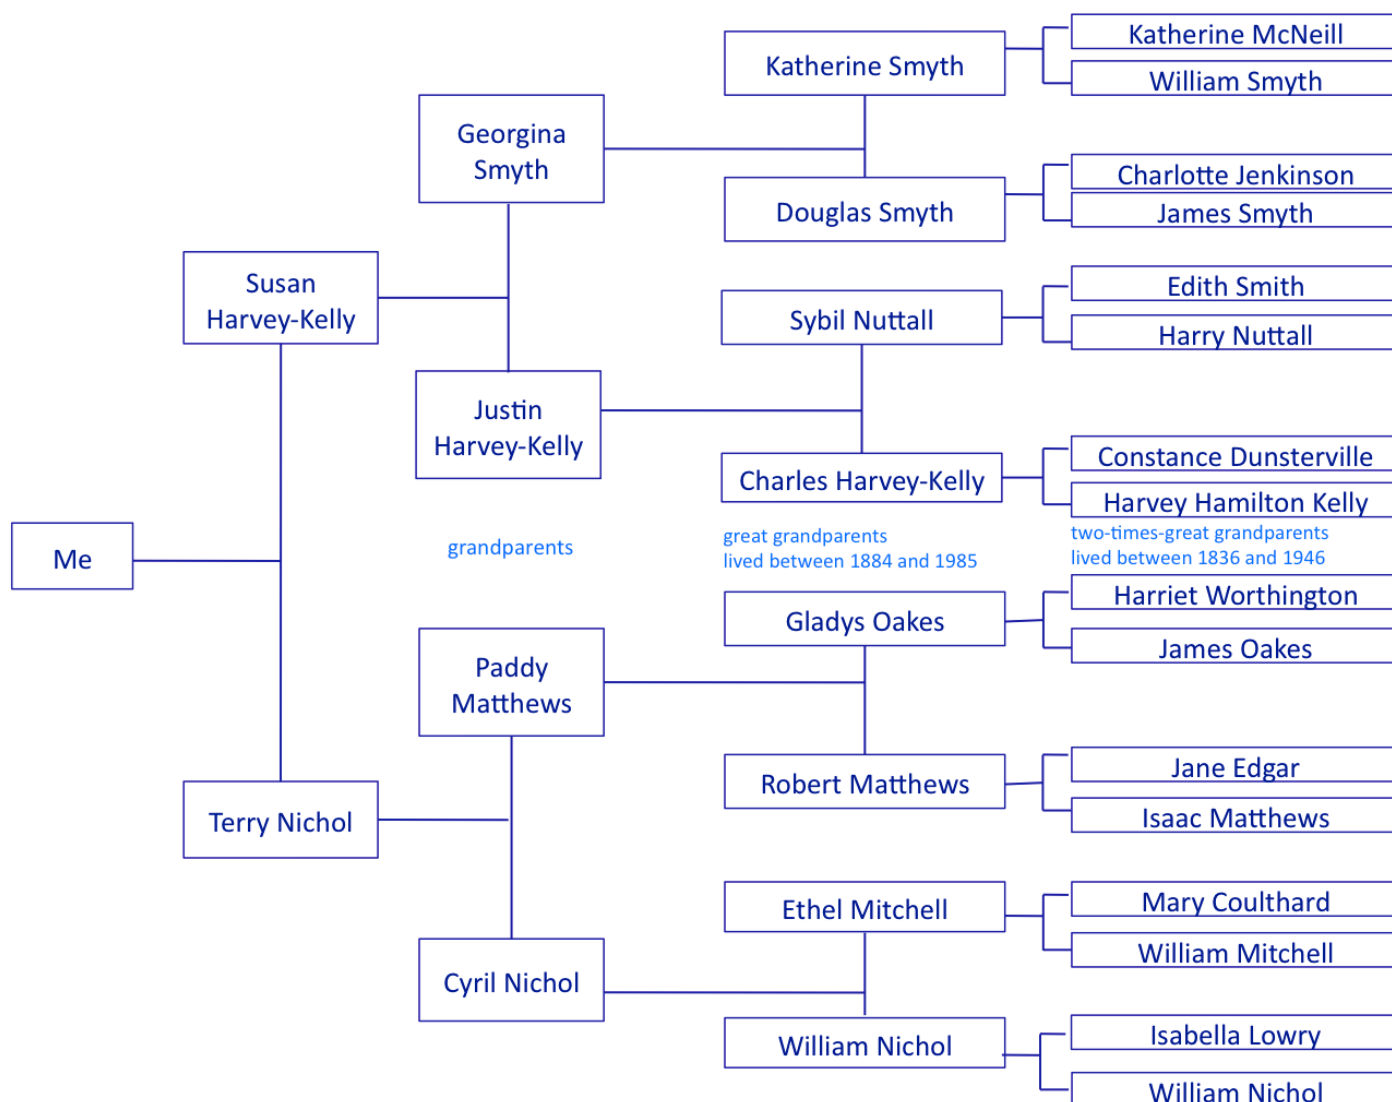 Katherine McNeill
Katherine Smyth
William Smyth
Georgina
Smyth
Charlotte Jenkinson
Douglas Smyth
James Smyth
Susan
Harvey-Kelly
Edith Smith
Sybil Nuttall
Harry Nuttall
Justin
Harvey-Kelly
Constance Dunsterville
Charles Harvey-Kelly
Harvey Hamilton Kelly
Me
grandparents
great grandparents
lived between 1884 and 1985
two-times-great grandparents
lived between 1836 and 1946
Harriet Worthington
Gladys Oakes
James Oakes
Paddy
Matthews
Jane Edgar
Robert Matthews
Isaac Matthews
Terry Nichol
Mary Coulthard
Ethel Mitchell
William Mitchell
Cyril Nichol
Isabella Lowry
William Nichol
William Nichol